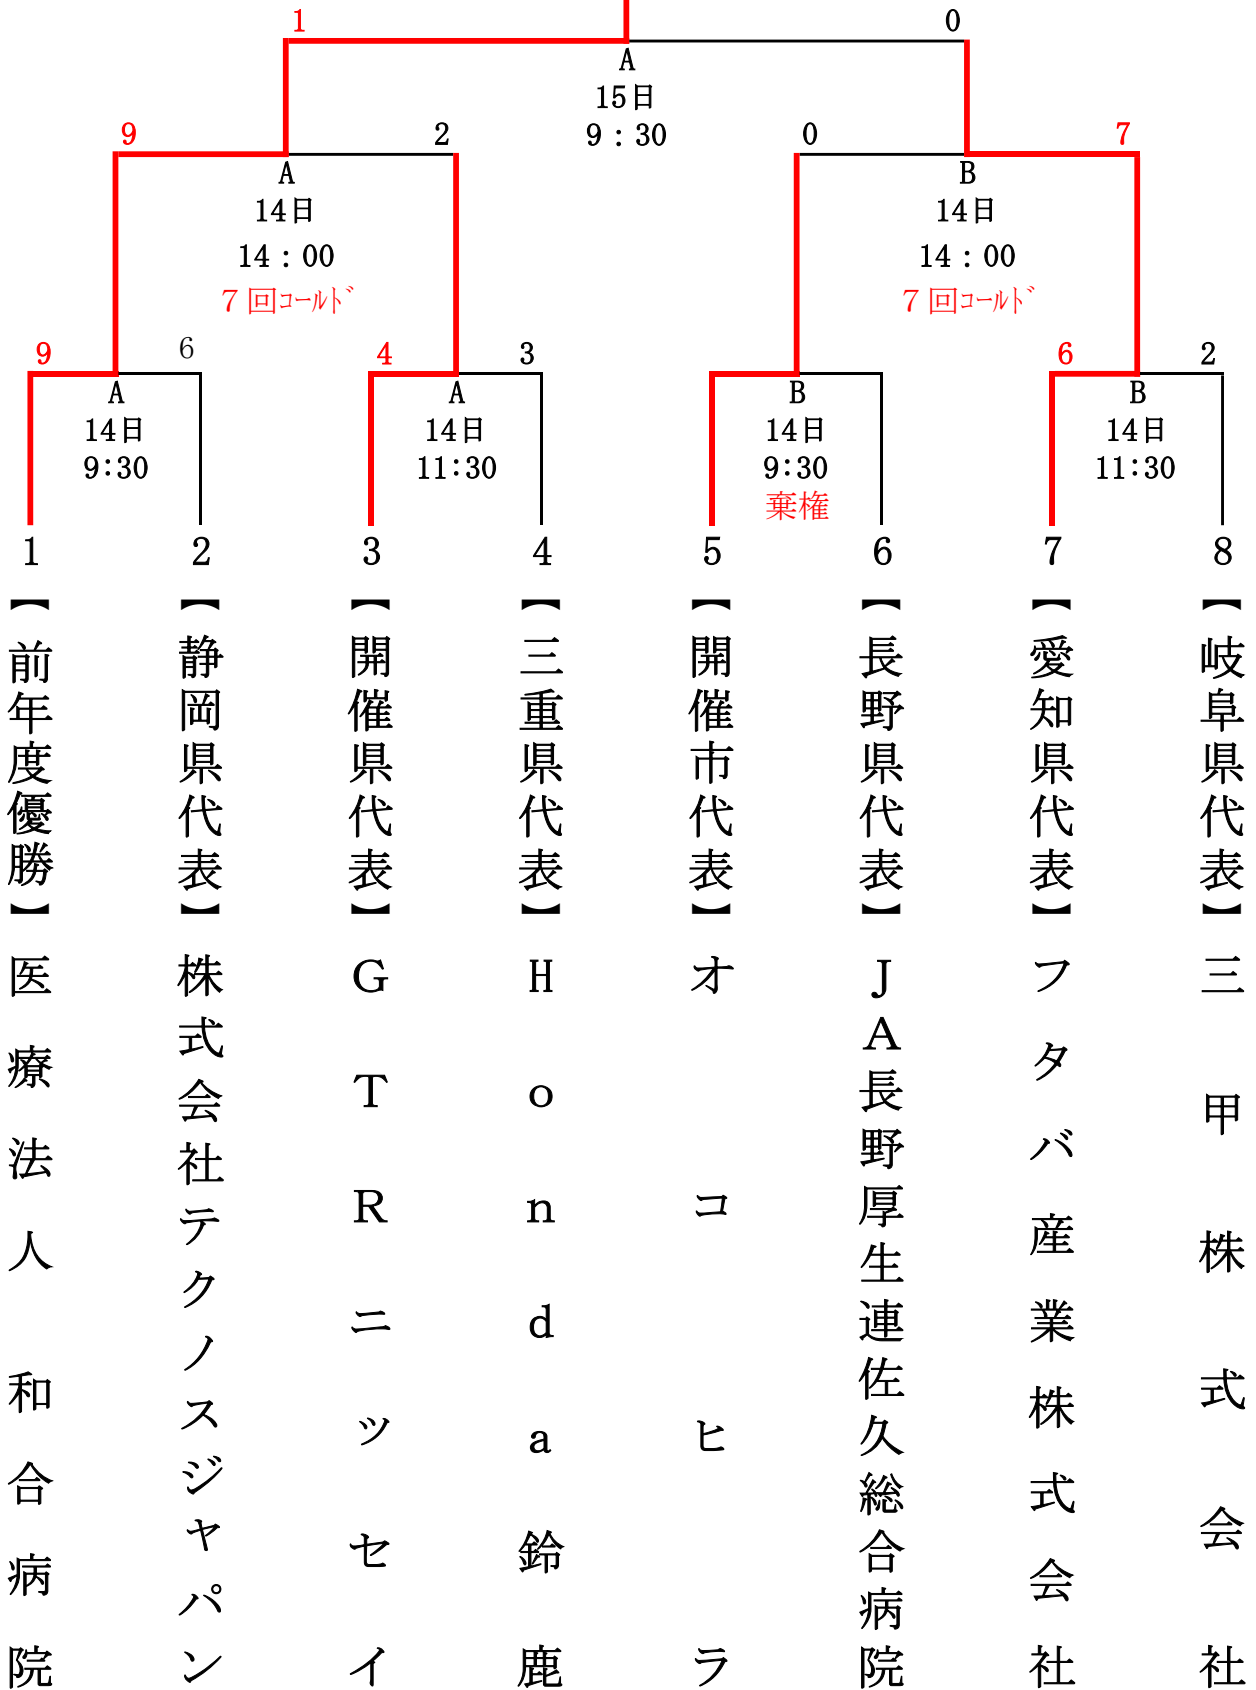 1 0
A
15日
9：30
9 2 0 7
A
14日
14：00
７回ｺｰﾙﾄﾞ
B
14日
14：00
７回ｺｰﾙﾄﾞ
9 6 4 3 6 2
A
14日
9:30
A
14日
11:30
B
14日
9:30
棄権
B
14日
11:30
1 2 3 4 5 6 7 8
【前年度優勝】医療法人 和合病院
【静岡県代表】株式会社テクノスジャパン
【開催県代表】ＧＴＲニッセイ
【三重県代表】Ｈｏｎｄａ鈴鹿
【開催市代表】オコヒラ
【長野県代表】ＪＡ長野厚生連佐久総合病院
【愛知県代表】フタバ産業株式会社
【岐阜県代表】三甲株式会社